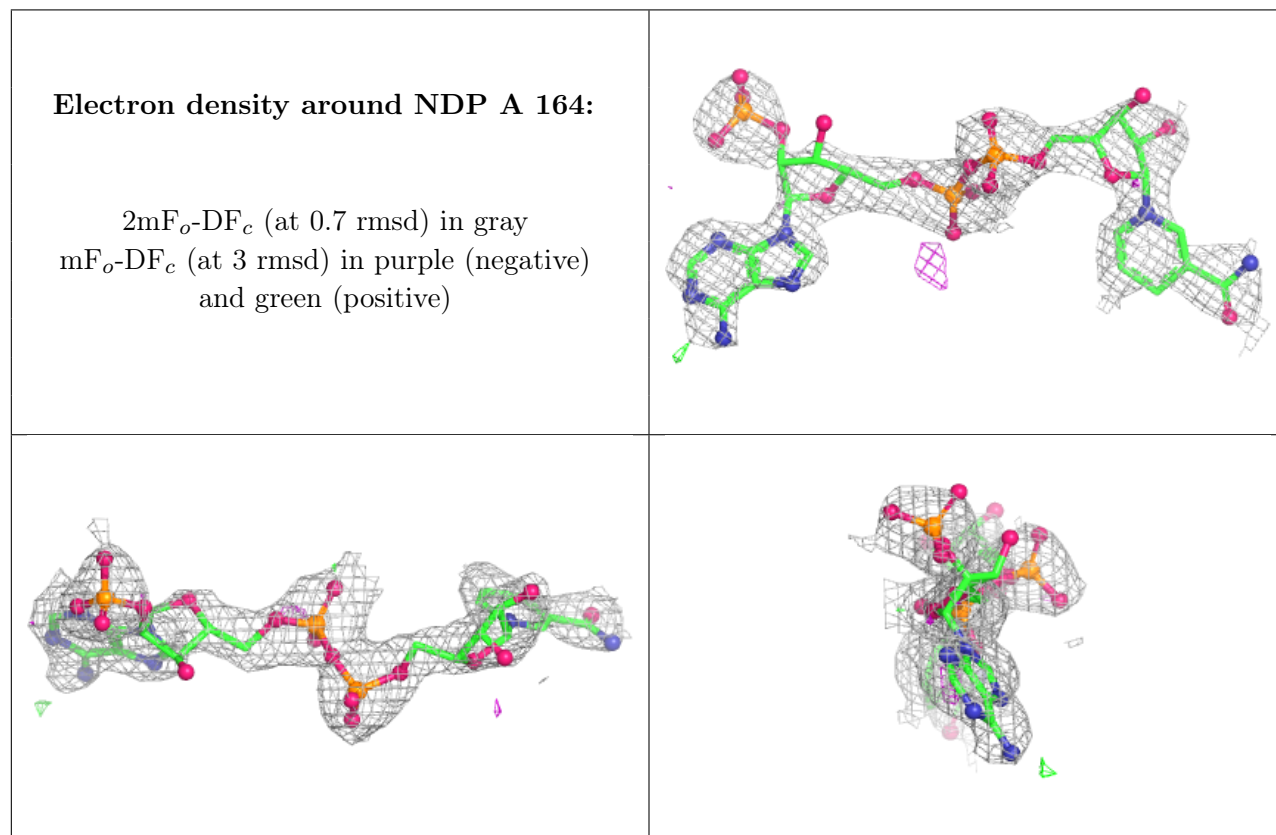 Electron density around NDP A 164:
2mFo-DFc (at 0.7 rmsd) in gray
mFo-DFc (at 3 rmsd) in purple (negative)
and green (positive)